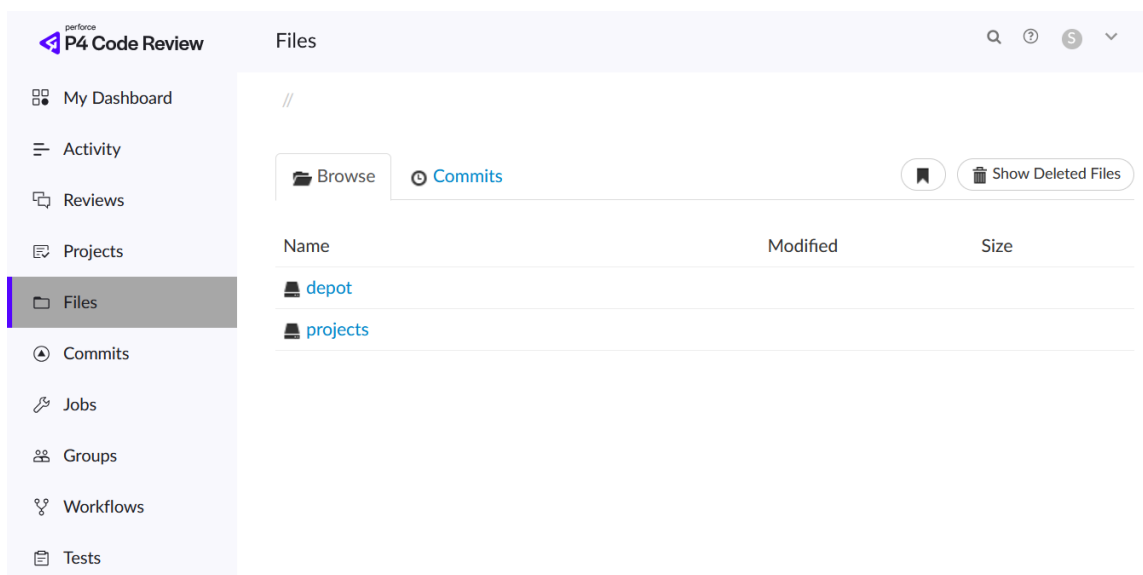 perforce
P4 Code Review
Files
?
S
My Dashboard
Activity
Reviews
Projects
Files
Commits
Jobs
Groups
Workflows
Tests
//
Browse
Commits
Show Deleted Files
Name Modified Size
depot
projects